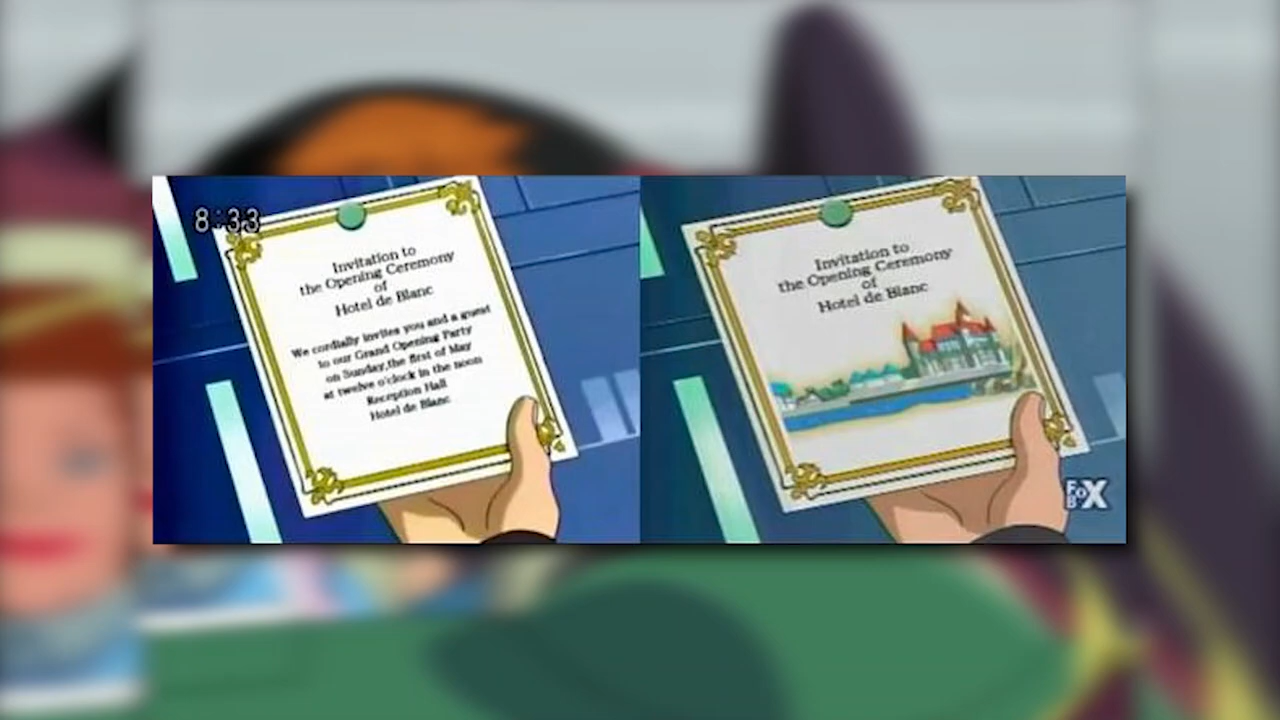 8:33
Invitation to
the Opening Ceremony
of
Hotel de Blanc
We cordially invites you and a guest
to our Grand Opening Party
on Sunday,the first of May
at twelve o'clock in the noon
Reception Hall
Hotel de Blanc
Invitation to
the Opening Ceremony
of
Hotel de Blanc
FOX
8